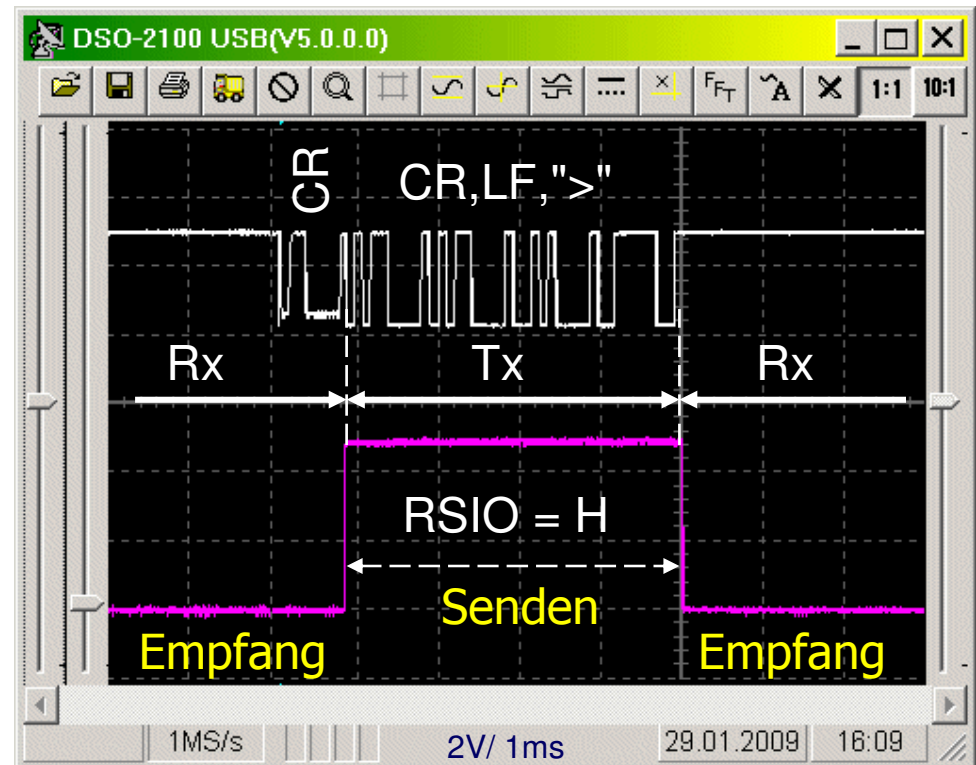 DSO-2100 USB(V5.0.0.0)
FFT A 1:1 10:1
CR CR,LF,">"
Rx Tx Rx
RSIO = H
Senden
Empfang Empfang
1MS/s 2V/ 1ms 29.01.2009 16:09